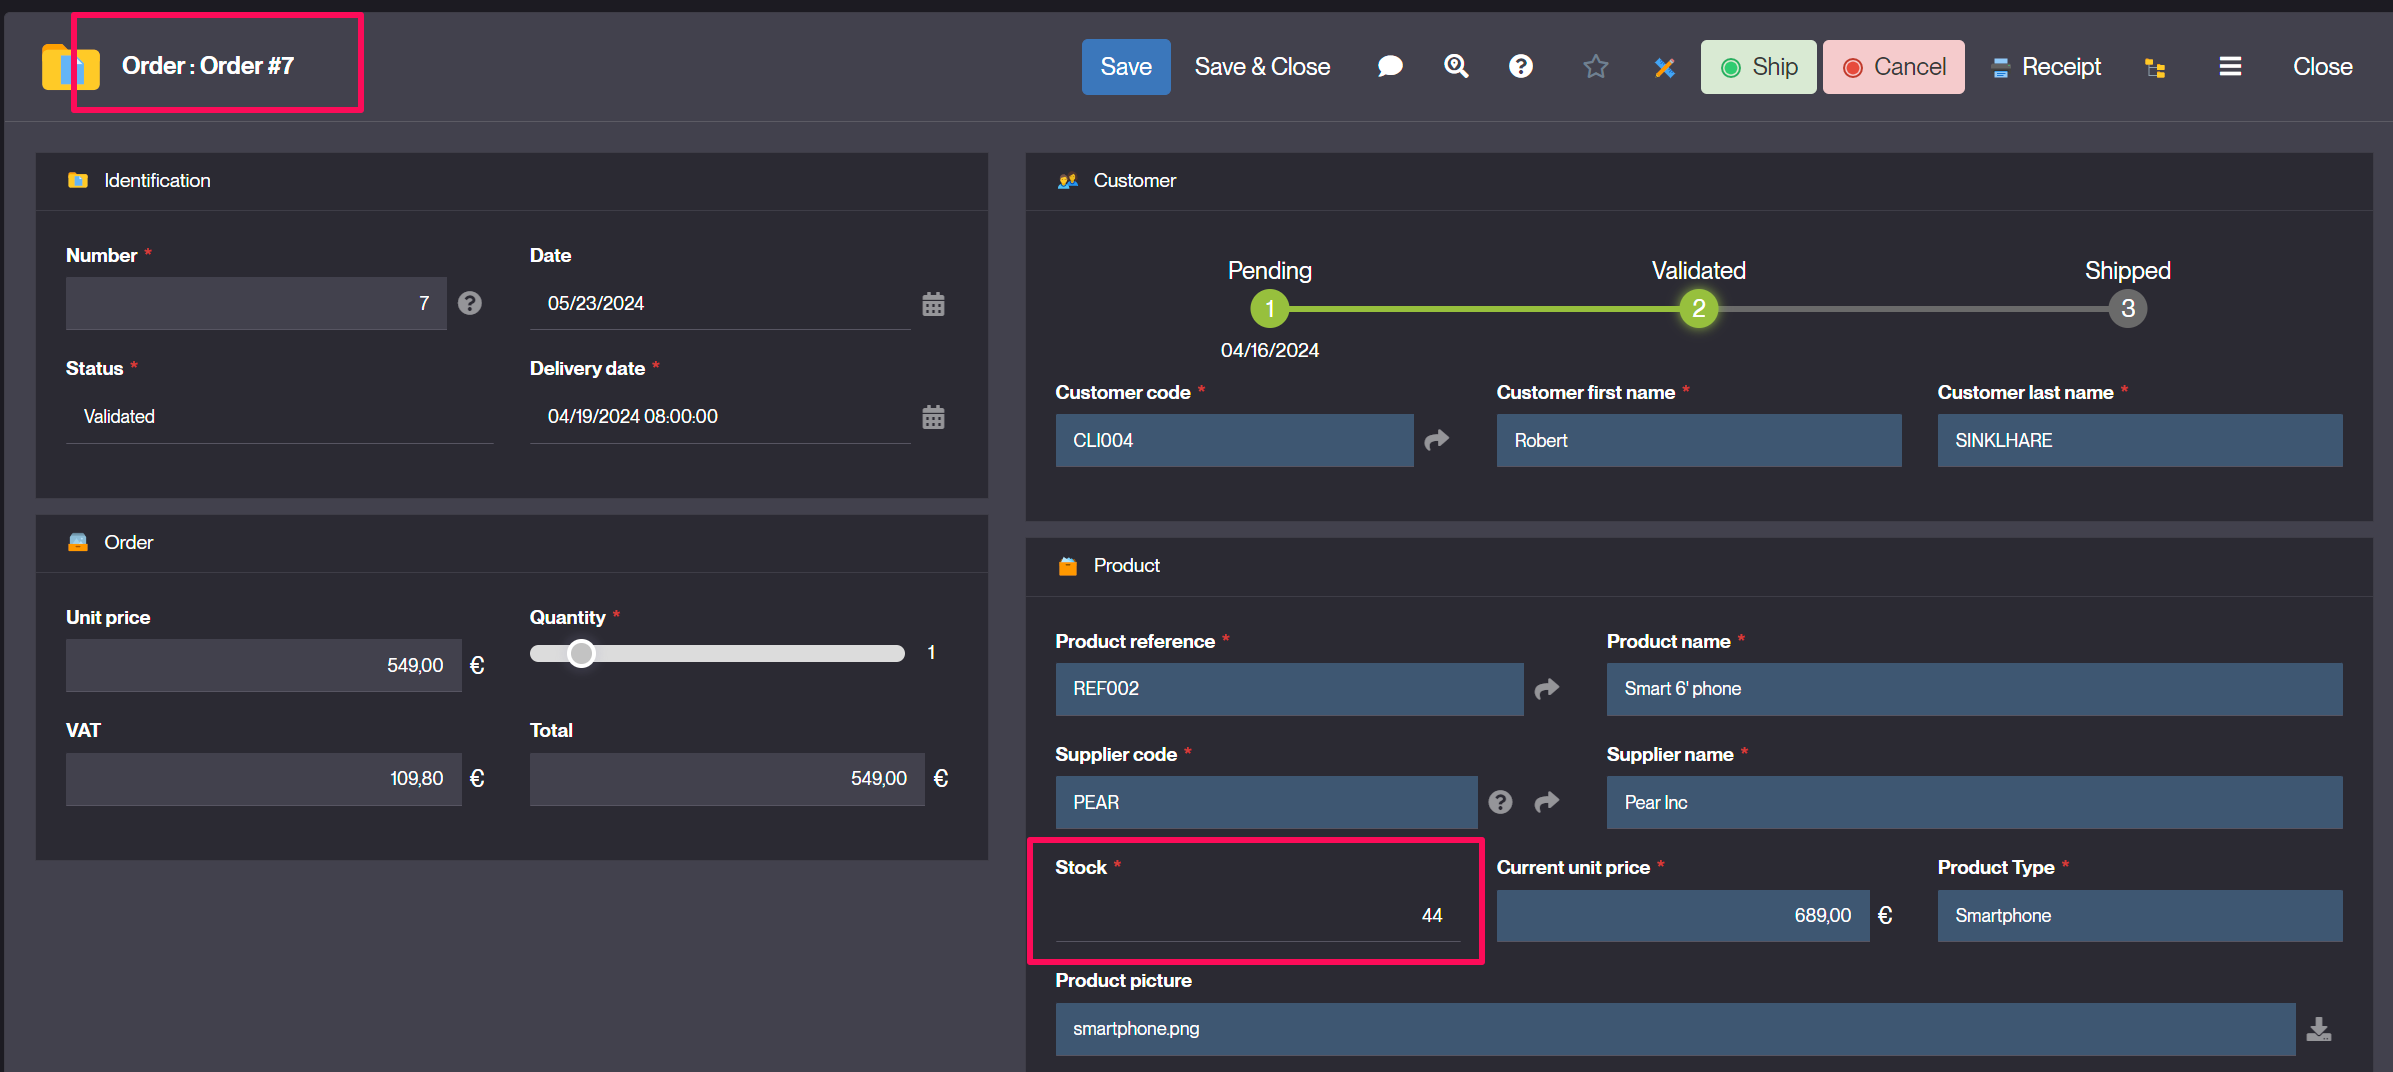 Order : Order #7
Save
Save & Close
Ship
Cancel
Receipt
Close
Identification
Number *
7
Date
05/23/2024
Status *
Validated
Delivery date *
04/19/2024 08:00:00
Order
Unit price
549,00 €
Quantity *
1
VAT
109,80 €
Total
549,00 €
Customer
Pending
Validated
Shipped
1
2
3
04/16/2024
Customer code *
CLI004
Customer first name *
Robert
Customer last name *
SINKLHARE
Product
Product reference *
REF002
Product name *
Smart 6' phone
Supplier code *
PEAR
Supplier name *
Pear Inc
Stock *
44
Current unit price *
689,00 €
Product Type *
Smartphone
Product picture
smartphone.png